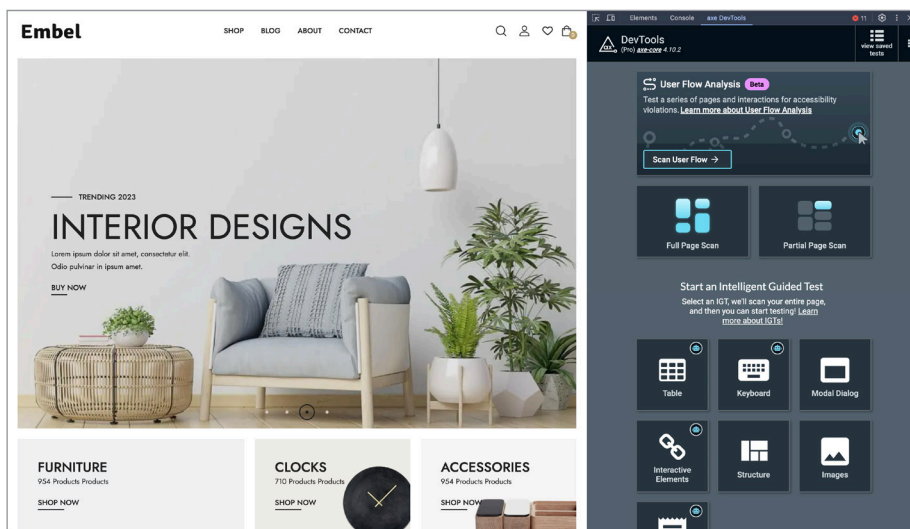 Embel
SHOP
BLOG
ABOUT
CONTACT
TRENDING 2023
INTERIOR DESIGNS
Lorem ipsum dolor sit amet, consectetur elit.
Odio pulvinar in ipsum amet.
BUY NOW
FURNITURE
954 Products Products
SHOP NOW
CLOCKS
710 Products Products
SHOP NOW
ACCESSORIES
954 Products Products
SHOP NOW
Elements
Console
axe DevTools
11
DevTools
(Pro) axe-core 4.10.2
view saved
tests
User Flow Analysis
Beta
Test a series of pages and interactions for accessibility
violations. Learn more about User Flow Analysis
Scan User Flow →
Full Page Scan
Partial Page Scan
Start an Intelligent Guided Test
Select an IGT, we'll scan your entire page,
and then you can start testing! Learn
more about IGTs!
Table
Keyboard
Modal Dialog
Interactive
Elements
Structure
Images